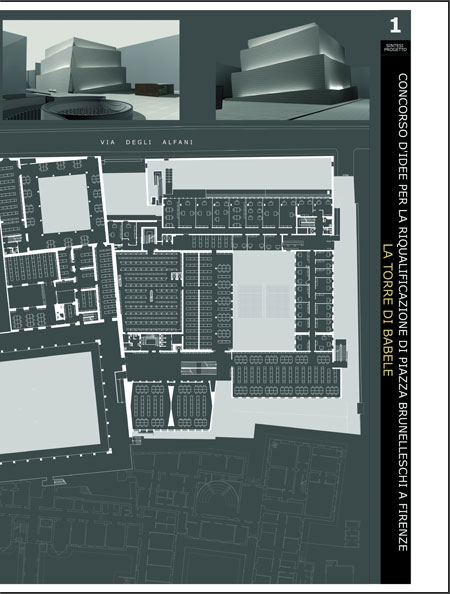 1
SINTESI
PROGETTO
CONCORSO D'IDEE PER LA RIQUALIFICAZIONE DI PIAZZA BRUNELLESCHI A FIRENZE
LA TORRE DI BABELE
VIA DEGLI ALFANI